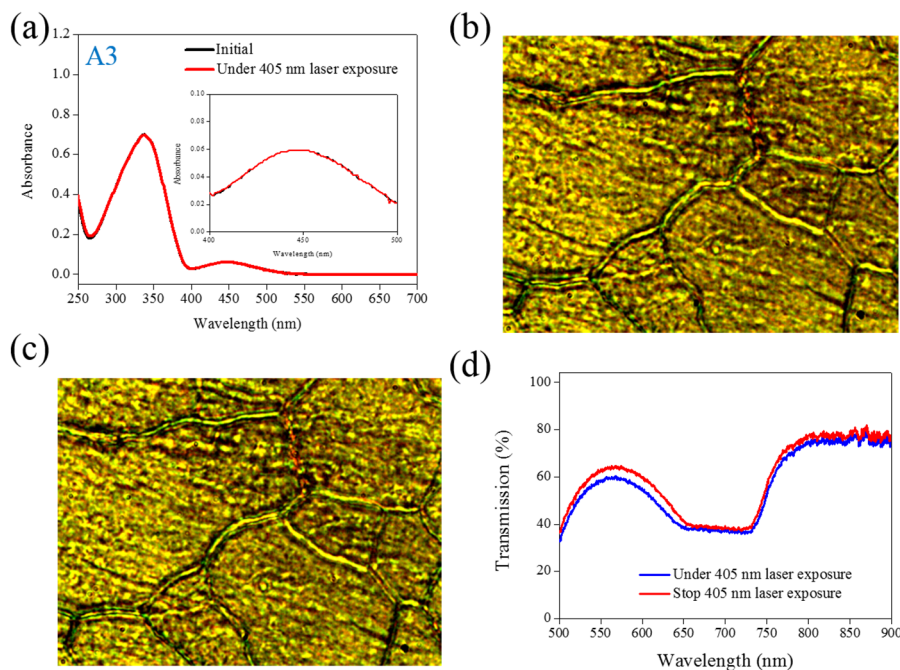 (a)
A3
Initial
Under 405 nm laser exposure
1.2
1.0
0.8
0.6
0.4
0.2
0.0
Absorbance
250 300 350 400 450 500 550 600 650 700
Wavelength (nm)
0.10
0.08
0.06
0.04
0.02
0.00
Absorbance
400 450 500
Wavelength (nm)
(b)
(c)
(d)
100
80
60
40
20
0
Transmission (%)
Under 405 nm laser exposure
Stop 405 nm laser exposure
500 550 600 650 700 750 800 850 900
Wavelength (nm)